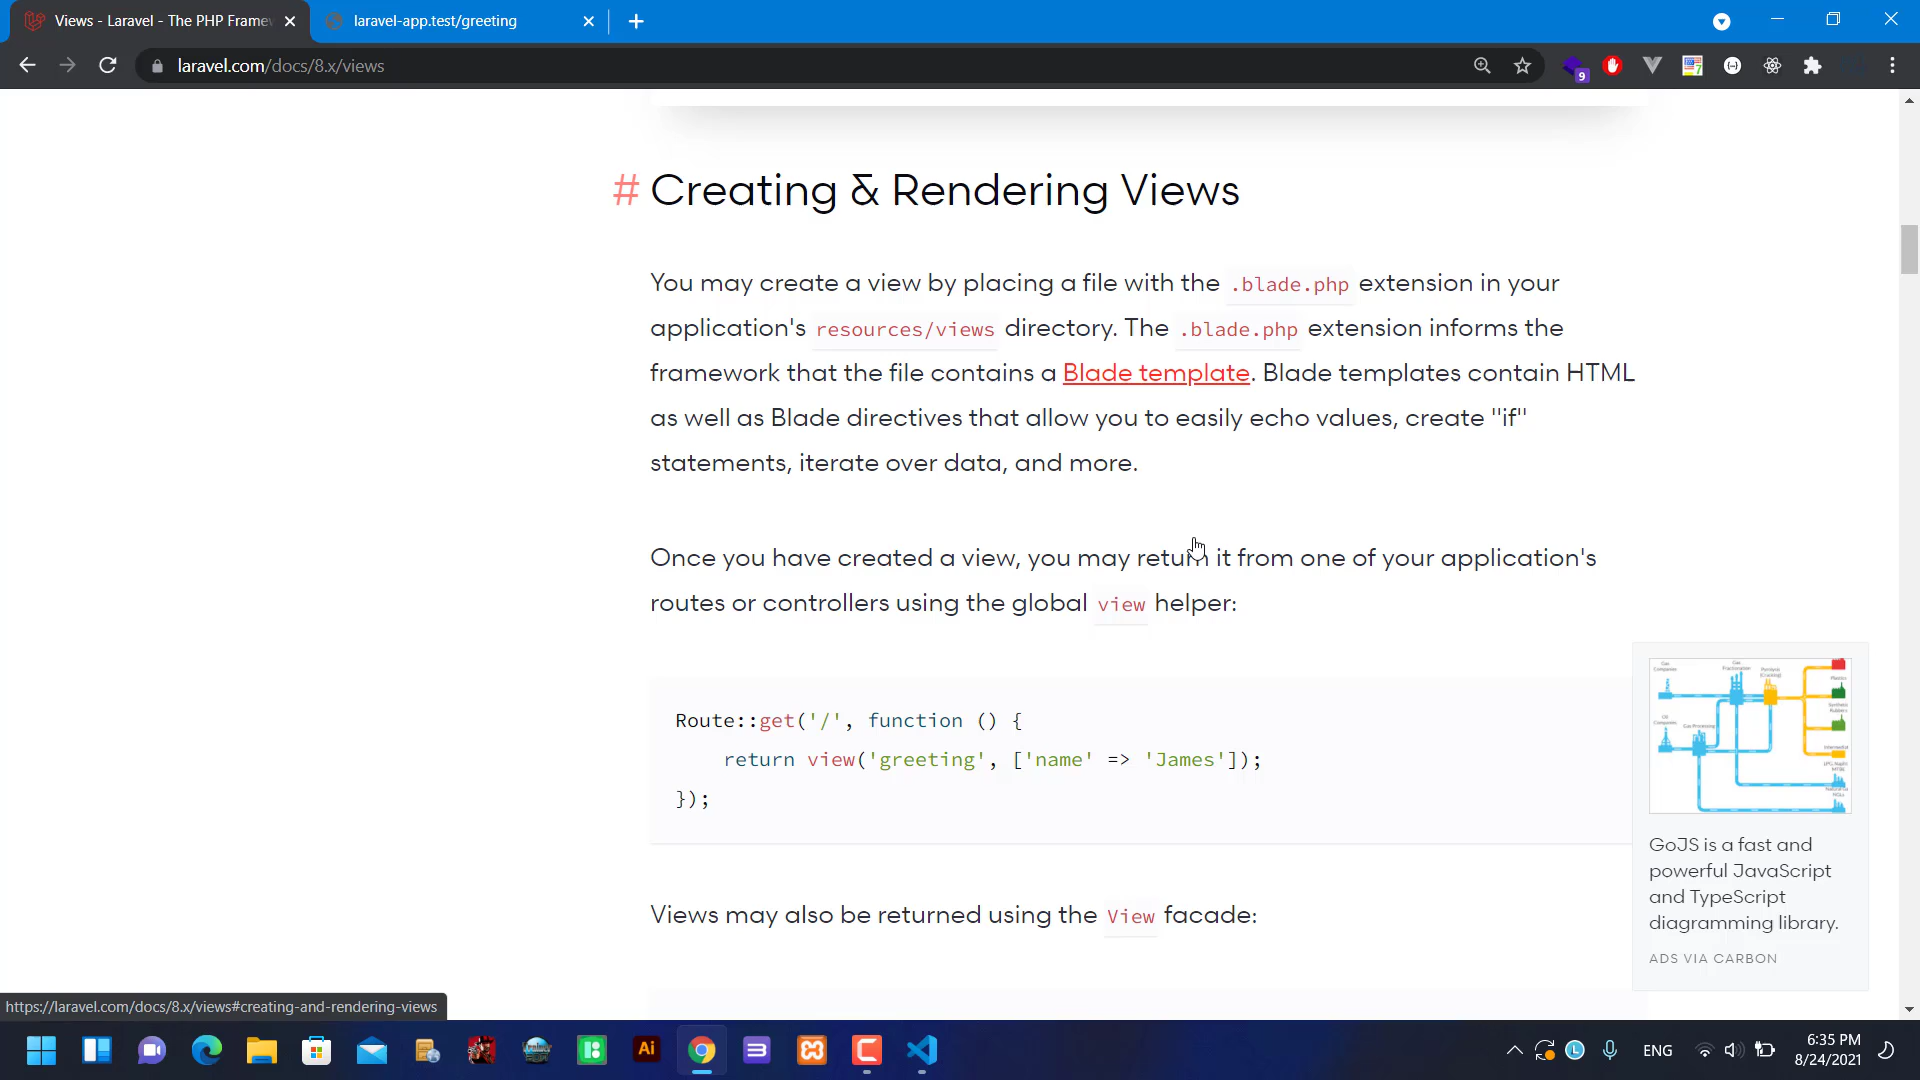 Views - Laravel - The PHP Frame
laravel-app.test/greeting
laravel.com/docs/8.x/views
9
7
# Creating & Rendering Views
You may create a view by placing a file with the .blade.php extension in your
application's resources/views directory. The .blade.php extension informs the
framework that the file contains a Blade template. Blade templates contain HTML
as well as Blade directives that allow you to easily echo values, create "if"
statements, iterate over data, and more.
Once you have created a view, you may return it from one of your application's
routes or controllers using the global view helper:
Route::get('/', function () {
return view('greeting', ['name' => 'James']);
});
Views may also be returned using the View facade:
Gas Processing
Plastics
GoJS is a fast and
powerful JavaScript
and TypeScript
diagramming library.
ADS VIA CARBON
https://laravel.com/docs/8.x/views#creating-and-rendering-views
Ai
L
ENG
6:35 PM
8/24/2021